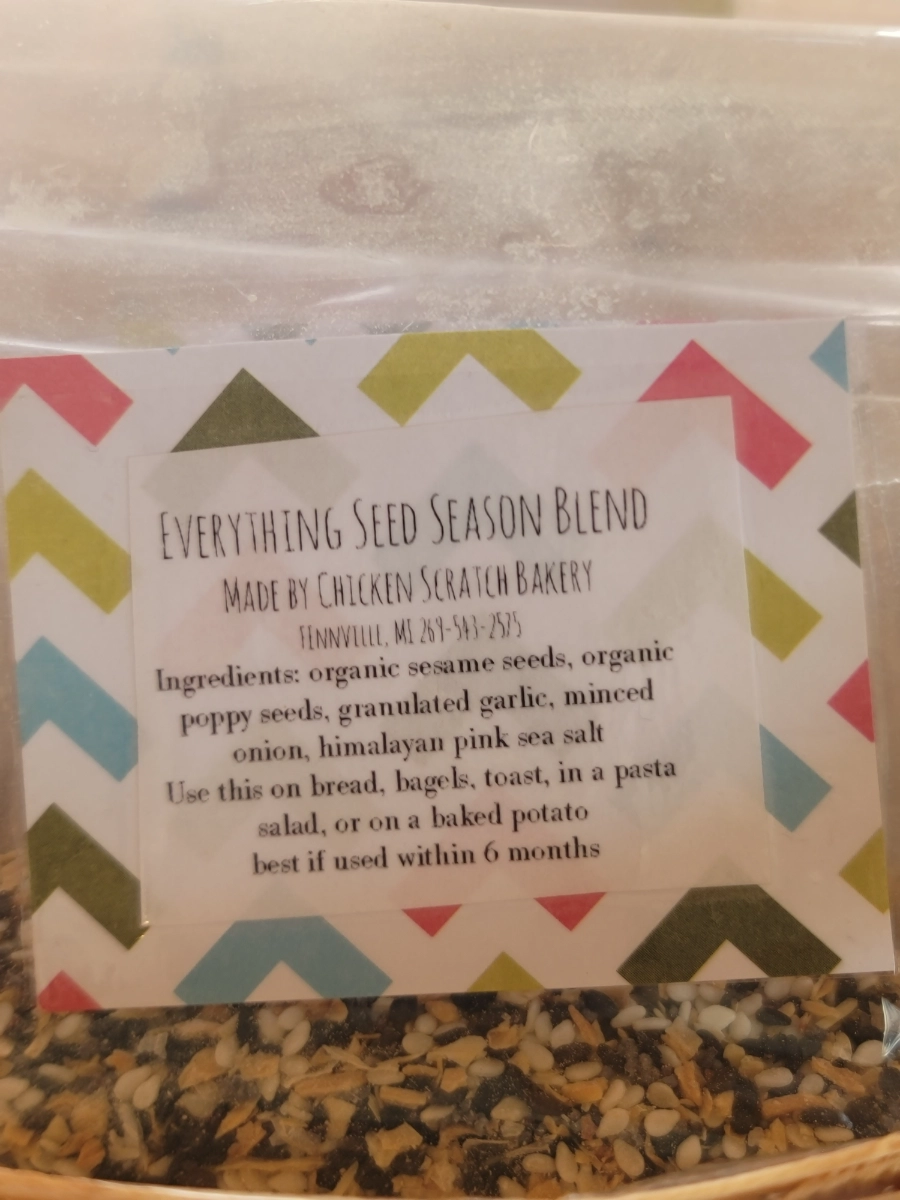 Everything Seed Season Blend
Made by Chicken Scratch Bakery
Fennville, MI 269-543-2575
Ingredients: organic sesame seeds, organic
poppy seeds, granulated garlic, minced
onion, himalayan pink sea salt
Use this on bread, bagels, toast, in a pasta
salad, or on a baked potato
best if used within 6 months